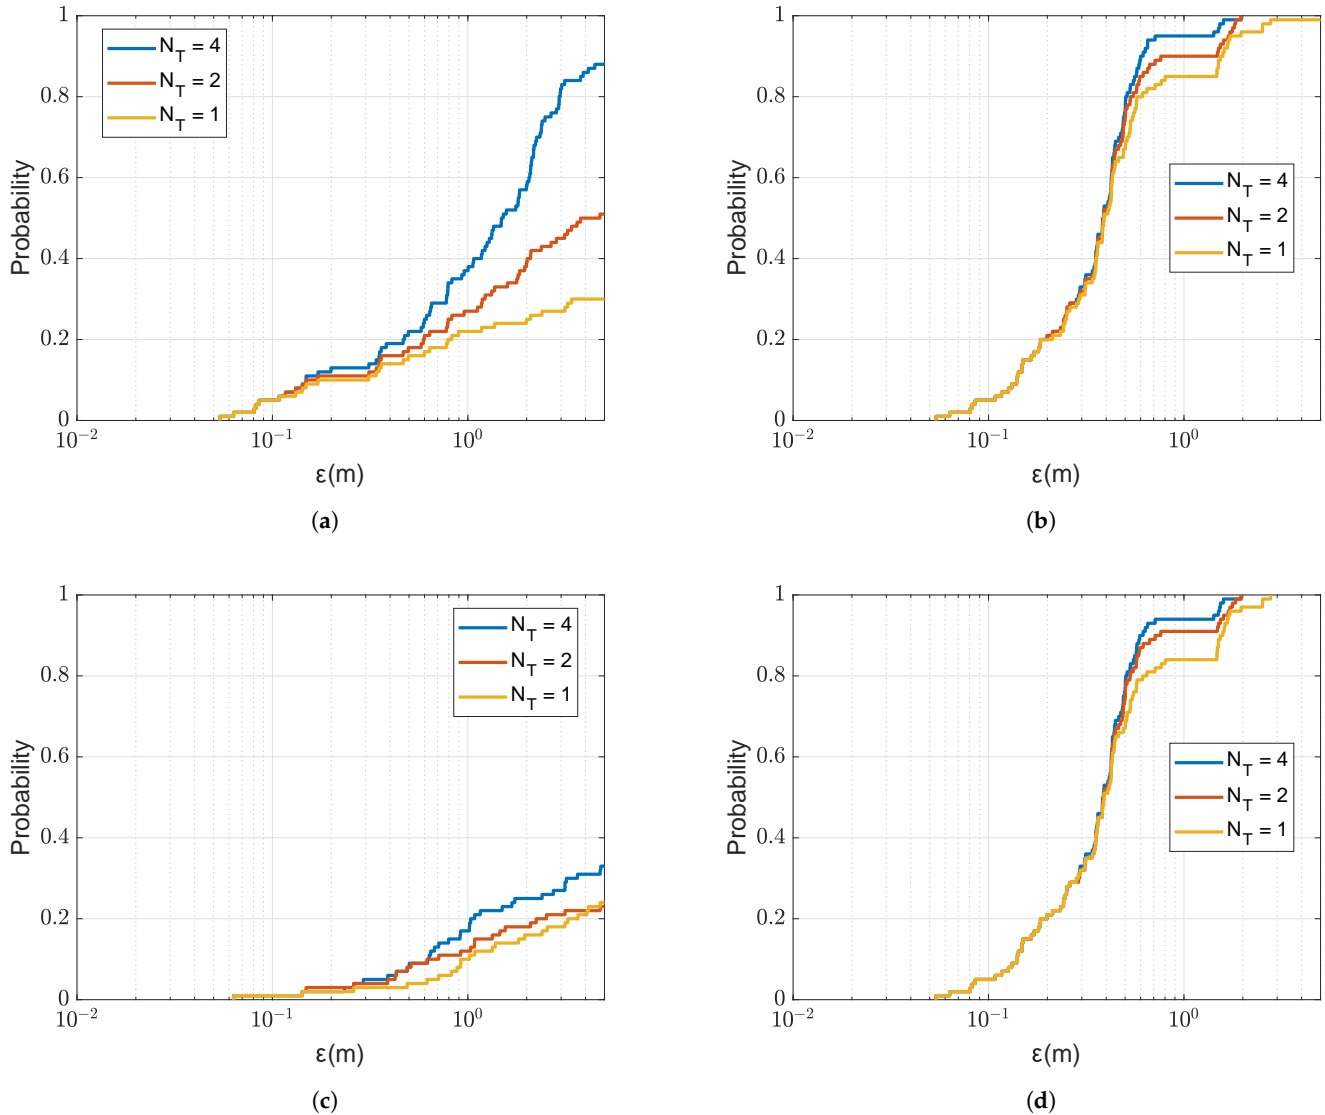 1
0.8
0.6
0.4
0.2
0
Probability
N_T = 4
N_T = 2
N_T = 1
10^-2
10^-1
10^0
ε(m)
(a)
1
0.8
0.6
0.4
0.2
0
Probability
N_T = 4
N_T = 2
N_T = 1
10^-2
10^-1
10^0
ε(m)
(b)
1
0.8
0.6
0.4
0.2
0
Probability
N_T = 4
N_T = 2
N_T = 1
10^-2
10^-1
10^0
ε(m)
(c)
1
0.8
0.6
0.4
0.2
0
Probability
N_T = 4
N_T = 2
N_T = 1
10^-2
10^-1
10^0
ε(m)
(d)